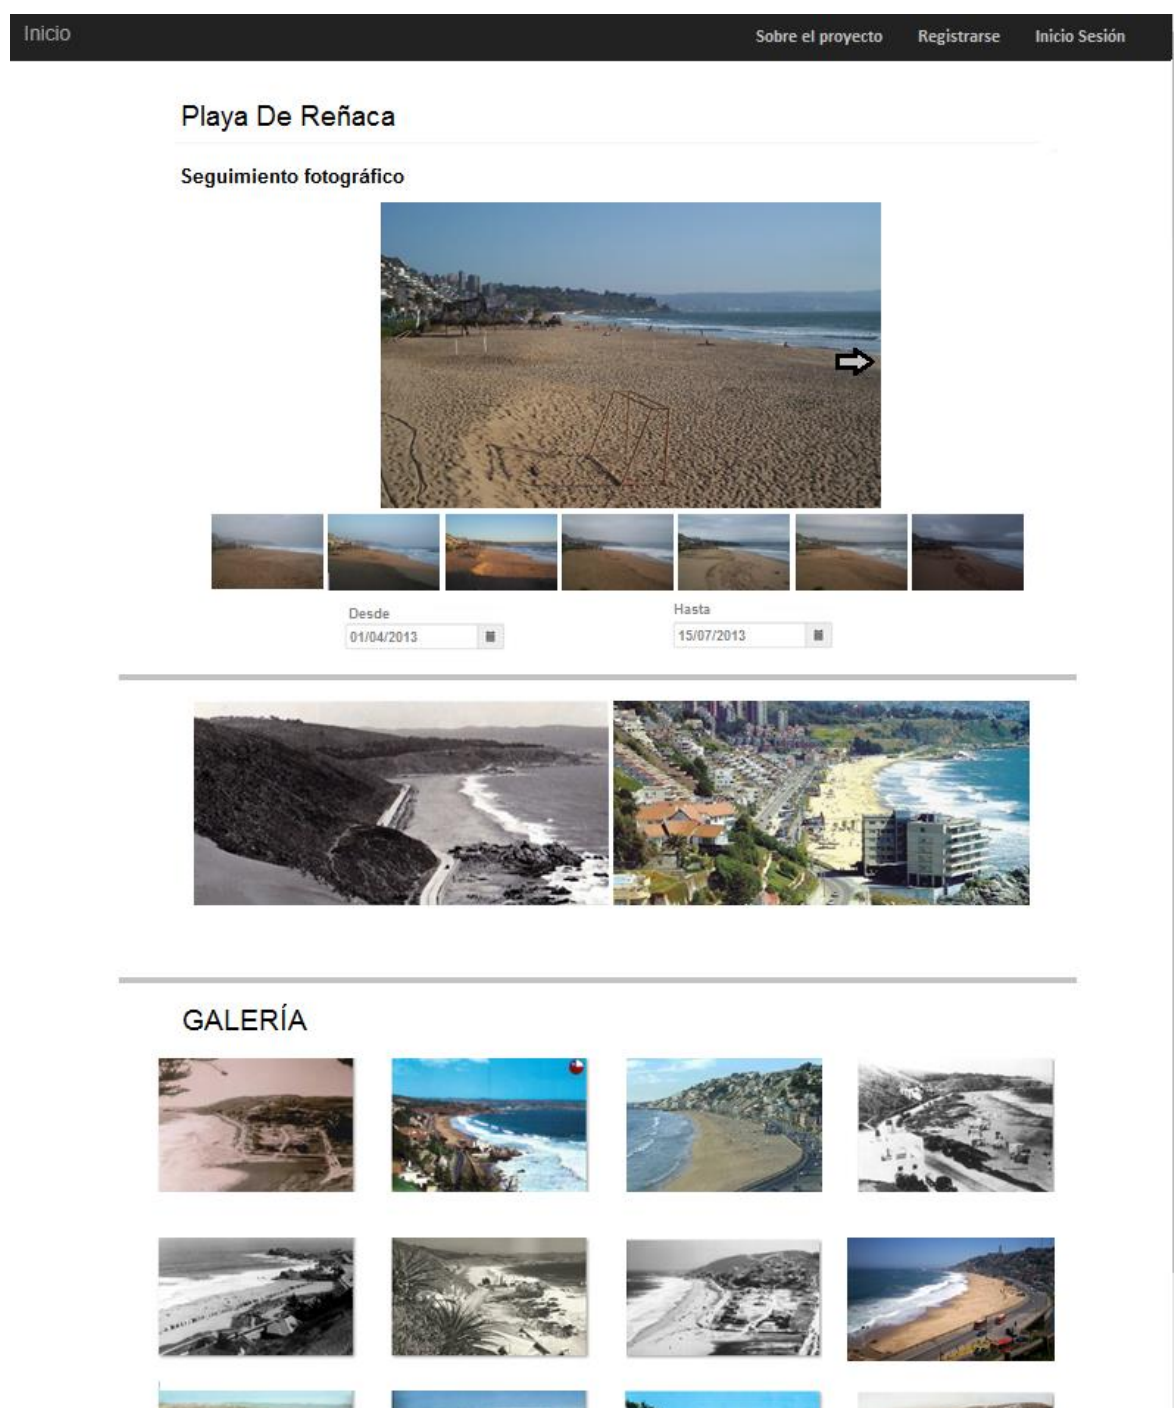 Inicio Sobre el proyecto Registrarse Inicio Sesión
Playa De Reñaca
Seguimiento fotográfico
Desde Hasta
01/04/2013 15/07/2013
GALERÍA